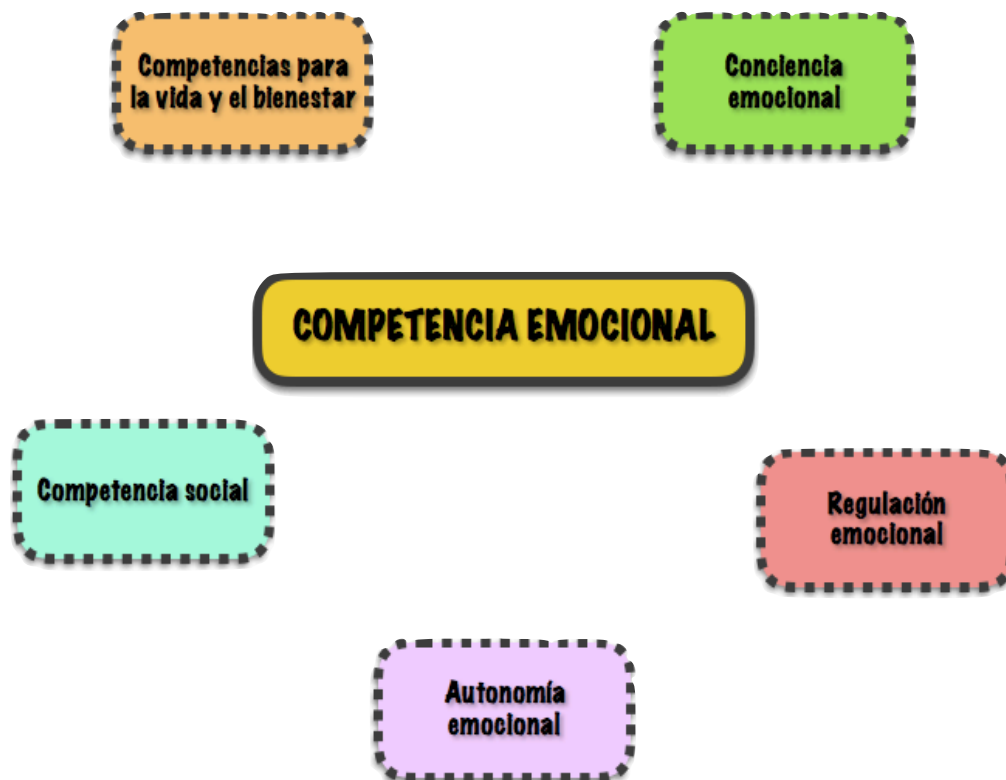 Competencias para
la vida y el bienestar
Conciencia
emocional
COMPETENCIA EMOCIONAL
Competencia social
Regulación
emocional
Autonomía
emocional